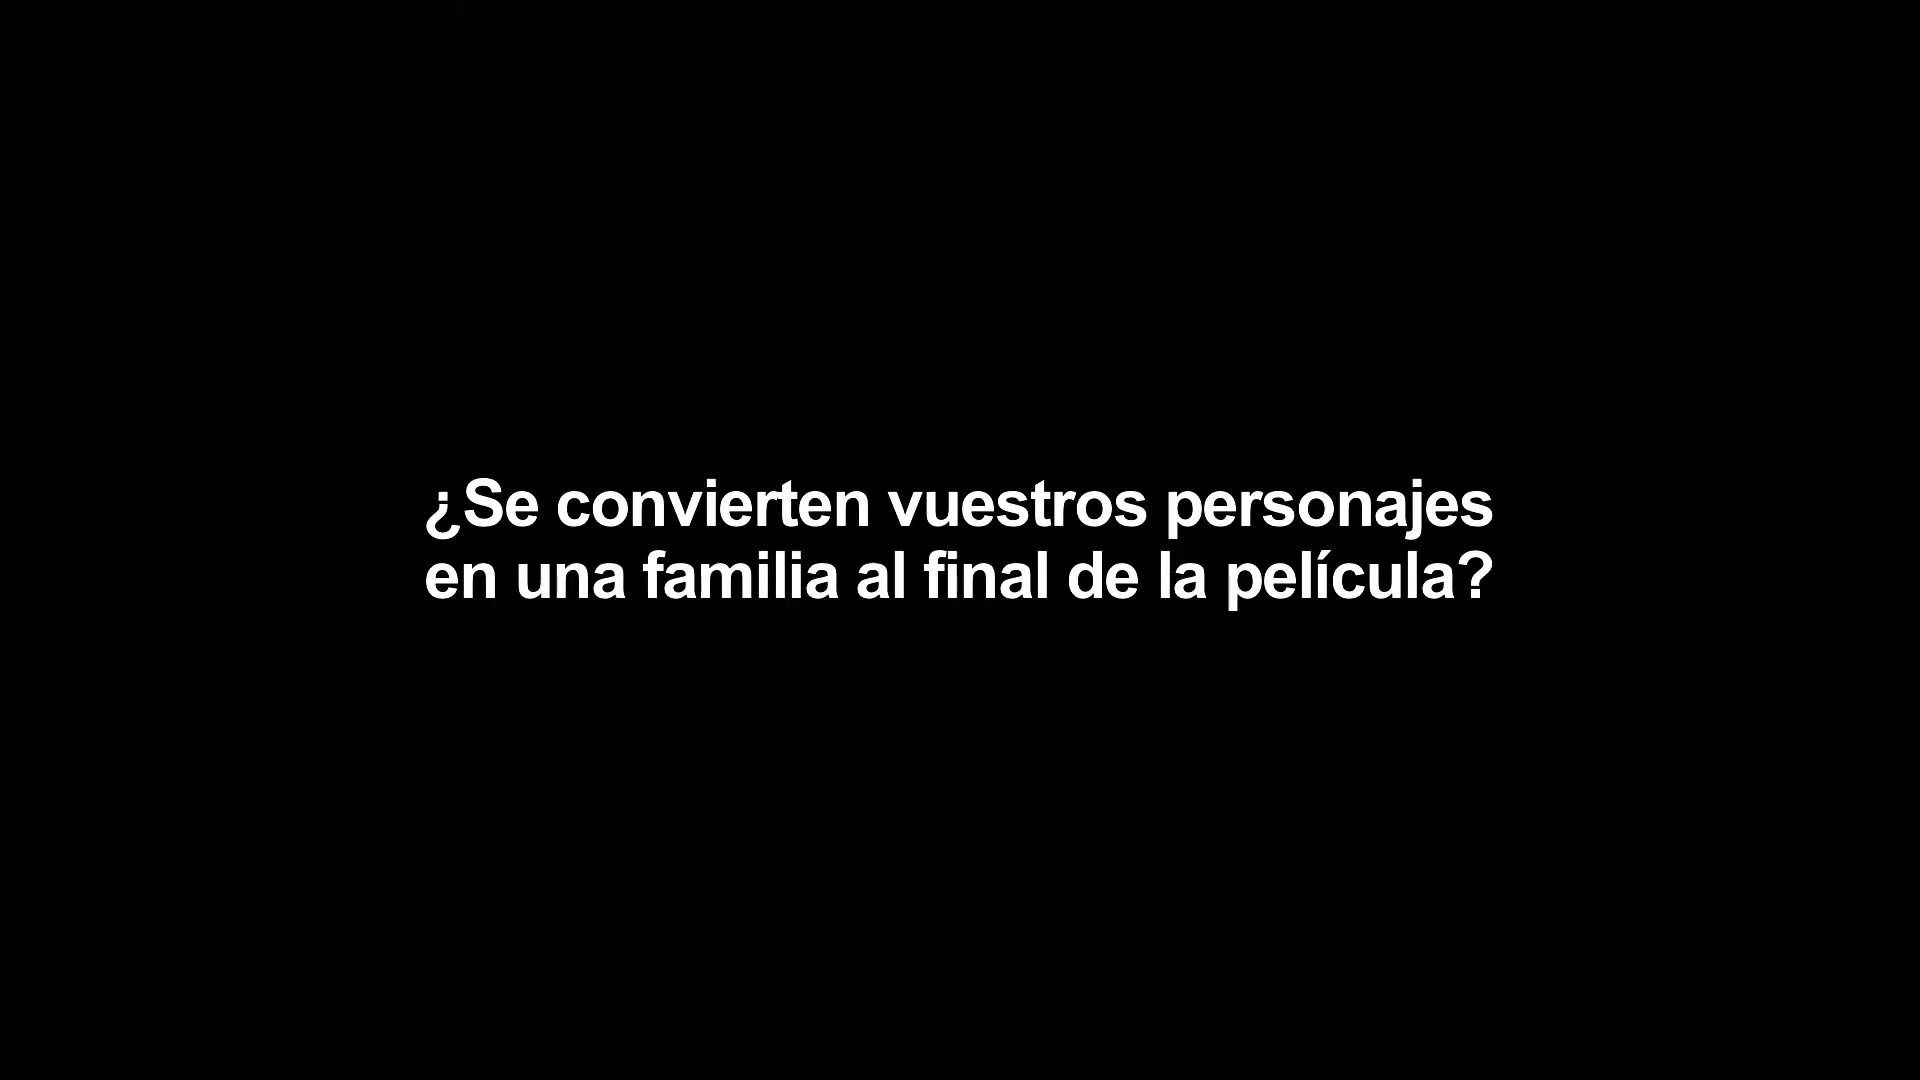 ¿Se convierten vuestros personajes
en una familia al final de la película?